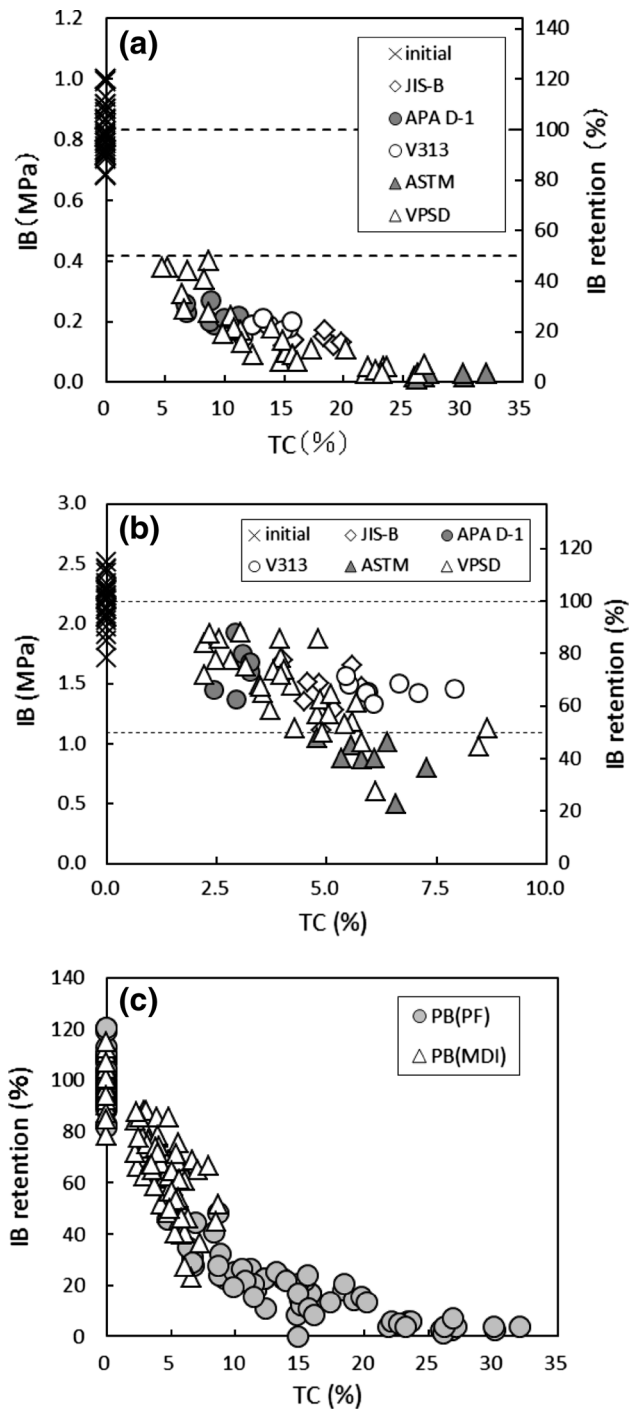 (a)
1.2
1.0
0.8
0.6
0.4
0.2
0.0
IB（MPa）
140
120
100
80
60
40
20
0
IB retention (%)
initial
JIS-B
APA D-1
V313
ASTM
VPSD
0 5 10 15 20 25 30 35
TC（%）
(b)
3.0
2.5
2.0
1.5
1.0
0.5
0.0
IB (MPa)
120
100
80
60
40
20
0
IB retention (%)
initial JIS-B APA D-1
V313 ASTM VPSD
0.0 2.5 5.0 7.5 10.0
TC (%)
(c)
140
120
100
80
60
40
20
0
IB retention (%)
PB(PF)
PB(MDI)
0 5 10 15 20 25 30 35
TC (%)